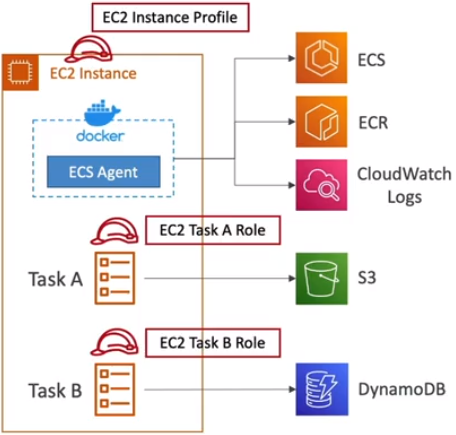 EC2 Instance Profile
EC2 Instance
docker
ECS Agent
ECS
ECR
CloudWatch
Logs
EC2 Task A Role
Task A
S3
EC2 Task B Role
Task B
DynamoDB